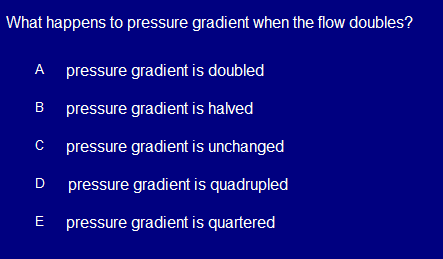 What happens to pressure gradient when the flow doubles?
A pressure gradient is doubled
B pressure gradient is halved
C pressure gradient is unchanged
D pressure gradient is quadrupled
E pressure gradient is quartered